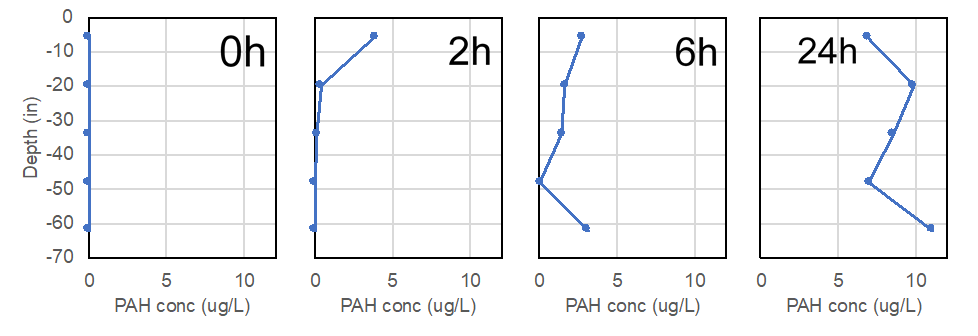 0
-10
-20
-30
-40
-50
-60
-70
Depth (in)
0h
2h
6h
24h
0 5 10
0 5 10
0 5 10
0 5 10
PAH conc (ug/L)
PAH conc (ug/L)
PAH conc (ug/L)
PAH conc (ug/L)